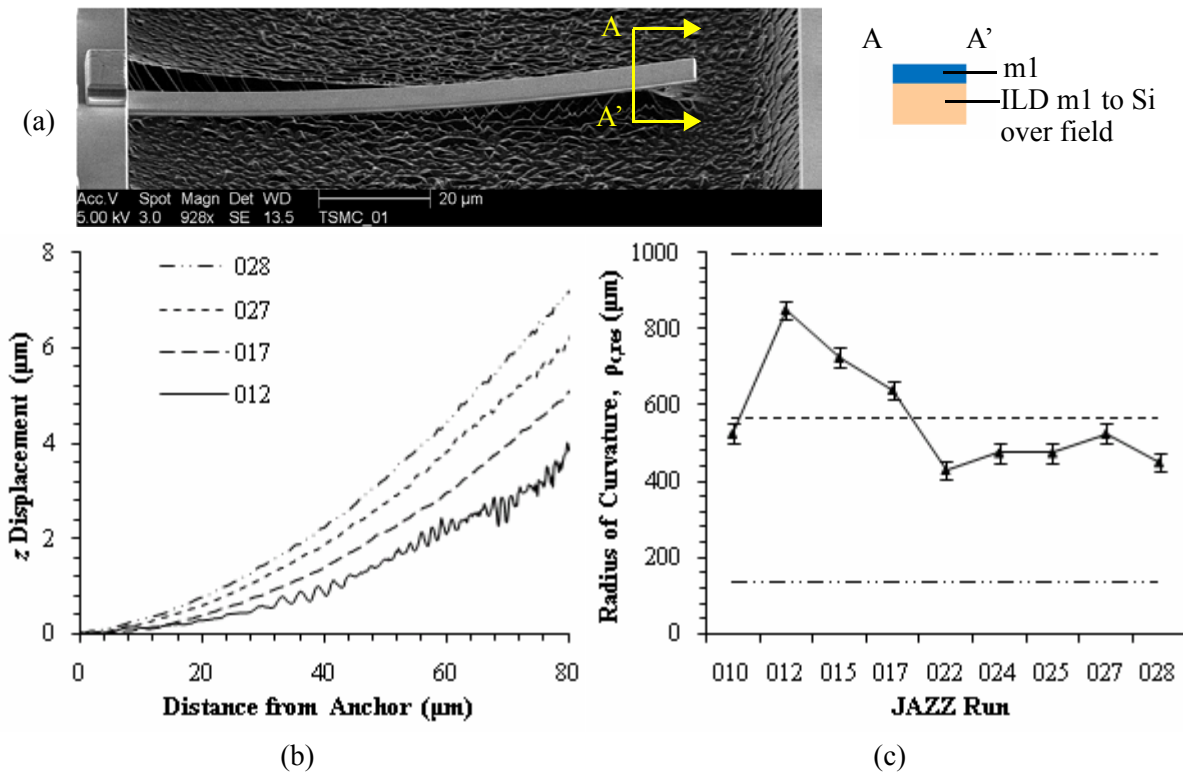 A
A'
(a)
Acc.V Spot Magn Det WD
5.00 kV 3.0 928x SE 13.5 TSMC_01
20 µm
A A’
m1
ILD m1 to Si
over field
8
6
4
2
0
z Displacement (µm)
028
027
017
012
0 20 40 60 80
Distance from Anchor (µm)
(b)
1000
800
600
400
200
0
Radius of Curvature, ρc,res (µm)
010 012 015 017 022 024 025 027 028
JAZZ Run
(c)